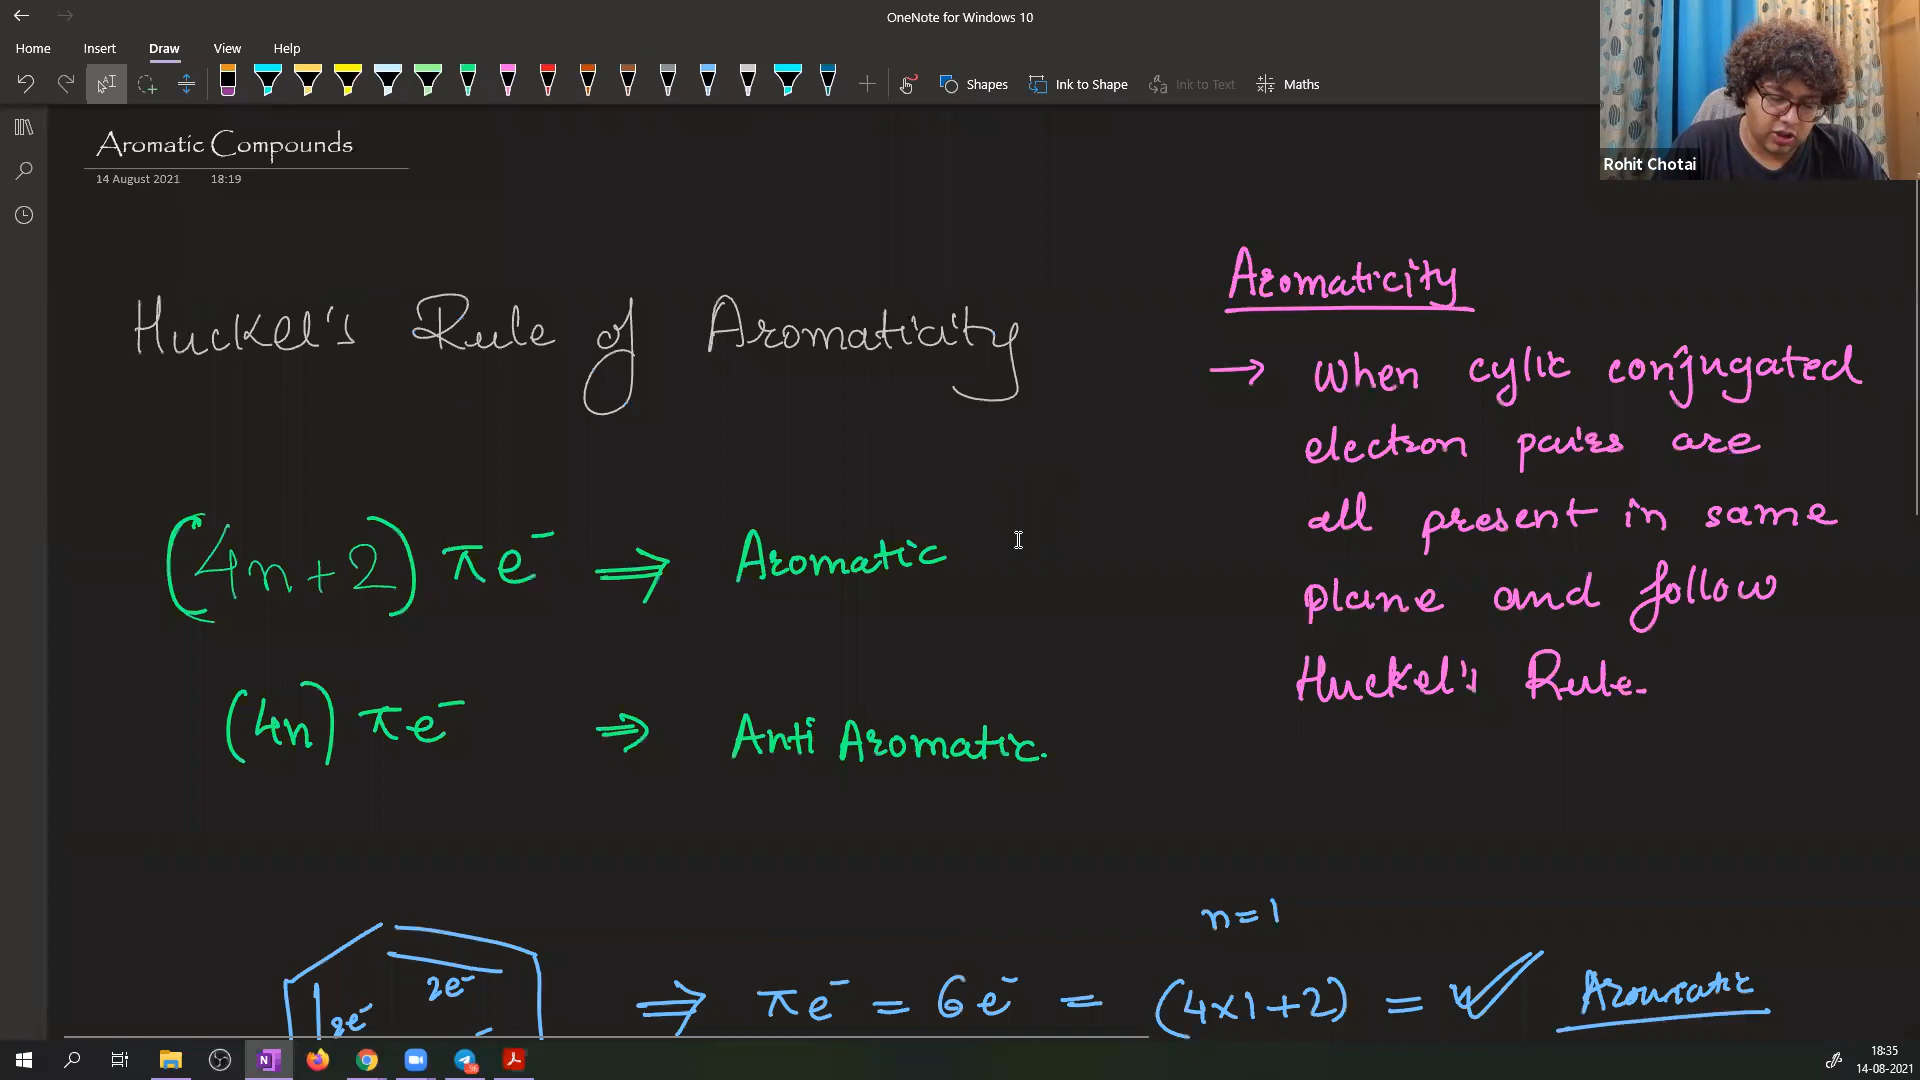 OneNote for Windows 10
Home Insert Draw View Help
Shapes Ink to Shape Ink to Text Maths
Rohit Chotai
Aromatic Compounds
14 August 2021 18:19
Huckel's Rule of Aromaticity
(4n+2) πe⁻ ⇒ Aromatic
(4n) πe⁻ ⇒ Anti Aromatic.
Aromaticity
→ When cylic conjugated
electron pairs are
all present in same
plane and follow
Huckel's Rule.
n=1
2e⁻
⇒ πe⁻ = 6e⁻ = (4x1+2) = ✓ Aromatic
18:35
14-08-2021